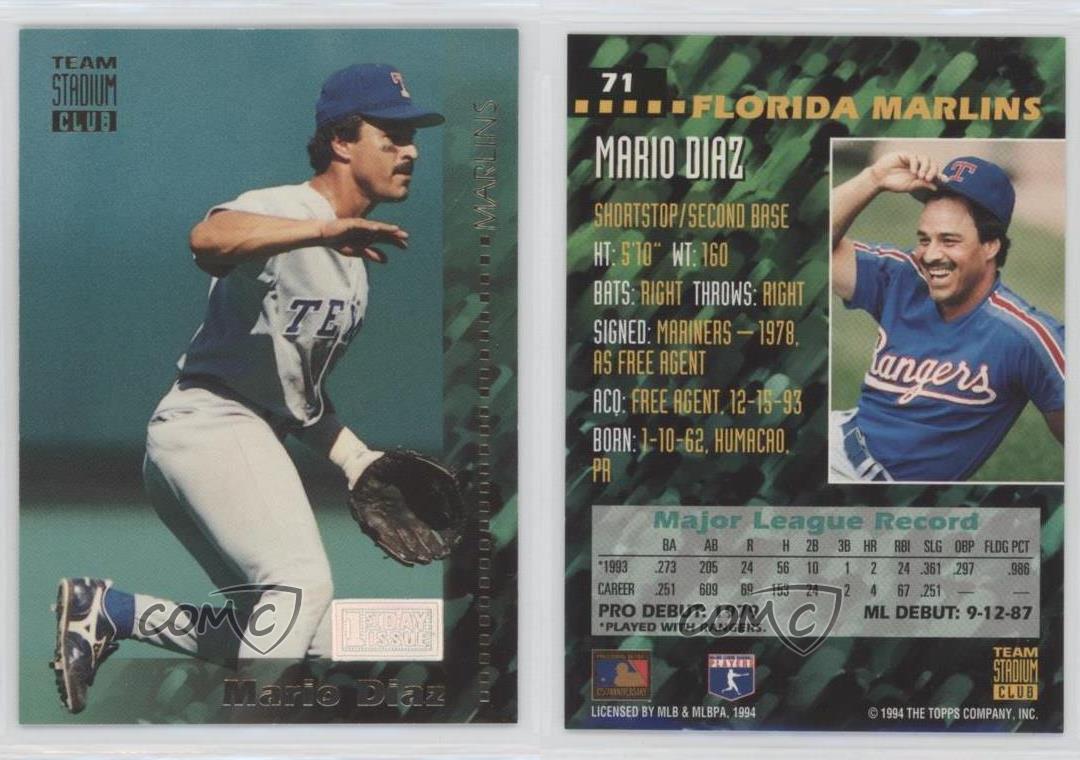 TEAM
STADIUM
CLUB
T
MARLINS
TE
1ST DAY
ISSUE
COMC
Mario Diaz
71
FLORIDA MARLINS
MARIO DIAZ
SHORTSTOP/SECOND BASE
HT: 5'10" WT: 160
BATS: RIGHT THROWS: RIGHT
SIGNED: MARINERS — 1978,
AS FREE AGENT
ACQ: FREE AGENT, 12-15-93
BORN: 1-10-62, HUMACAO,
PR
T
Rangers
Major League Record
BA AB R H 2B 3B HR RBI SLG OBP FLDG PCT
*1993 .273 205 24 56 10 1 2 24 .361 .297 .986
CAREER .251 609 69 153 24 2 4 67 .251 —
PRO DEBUT: 1979 ML DEBUT: 9-12-87
*PLAYED WITH RANGERS.
COMC
PLAYERS
TEAM
STADIUM
CLUB
LICENSED BY MLB & MLBPA, 1994
© 1994 THE TOPPS COMPANY, INC.